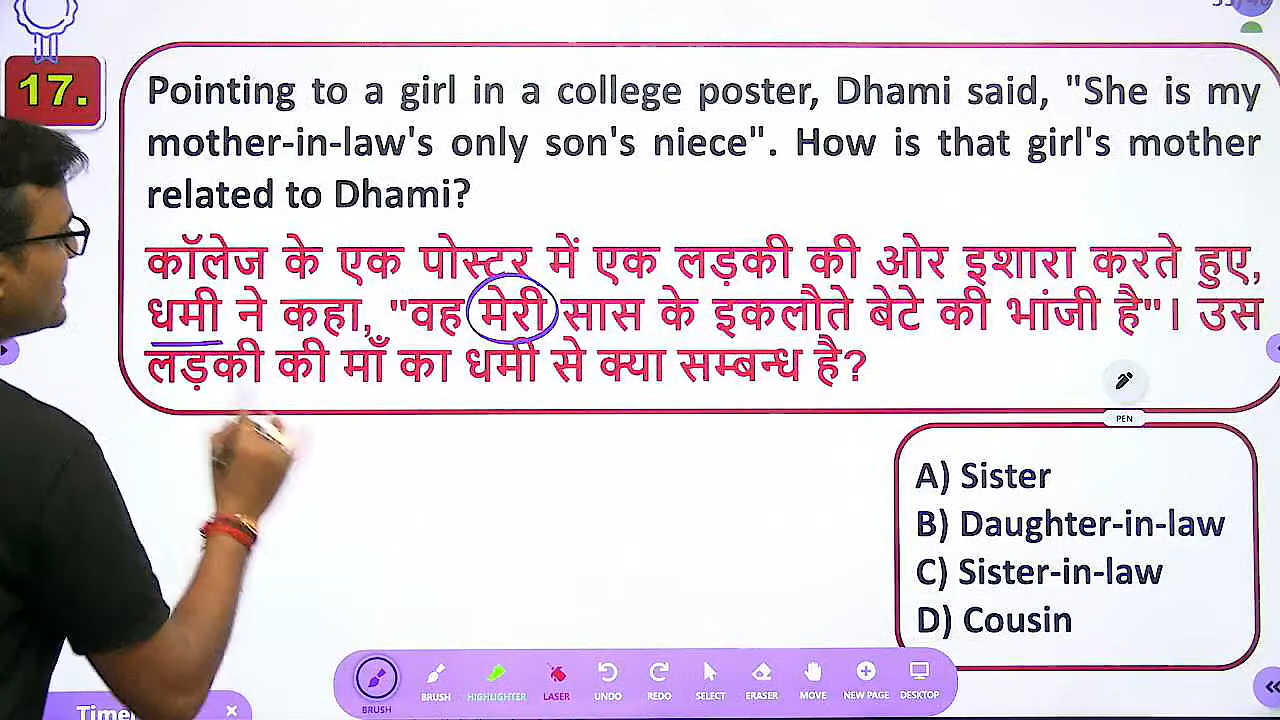 17.
Pointing to a girl in a college poster, Dhami said, "She is my
mother-in-law's only son's niece". How is that girl's mother
related to Dhami?
कॉलेज के एक पोस्टर में एक लड़की की ओर इशारा करते हुए,
धमी ने कहा, "वह मेरी सास के इकलौते बेटे की भांजी है"। उस
लड़की की माँ का धमी से क्या सम्बन्ध है?
PEN
A) Sister
B) Daughter-in-law
C) Sister-in-law
D) Cousin
BRUSH BRUSH HIGHLIGHTER LASER UNDO REDO SELECT ERASER MOVE NEW PAGE DESKTOP